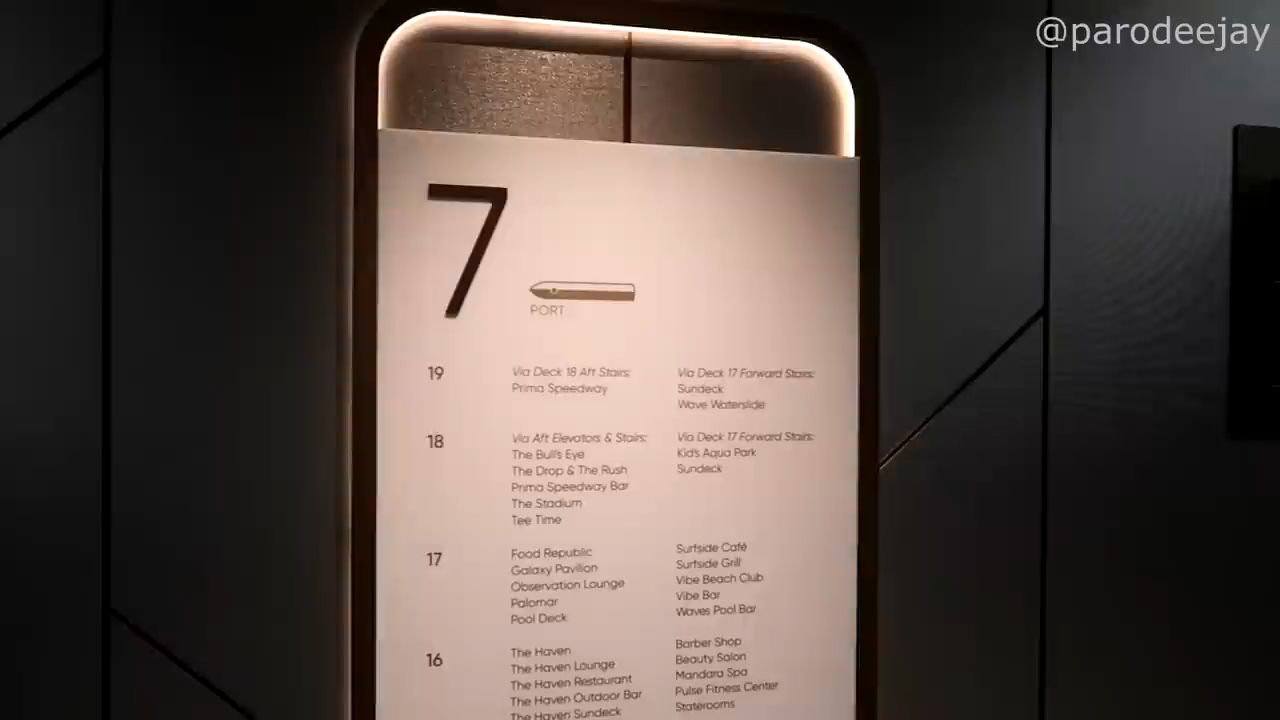 @parodeejay
7
PORT
19
Via Deck 18 Aft Stairs:
Prima Speedway
Via Deck 17 Forward Stairs:
Sundeck
Wave Waterslide
18
Via Aft Elevators & Stairs:
The Bull's Eye
The Drop & The Rush
Prima Speedway Bar
The Stadium
Tee Time
Via Deck 17 Forward Stairs:
Kid's Aqua Park
Sundeck
17
Food Republic
Galaxy Pavilion
Observation Lounge
Palomar
Pool Deck
Surfside Café
Surfside Grill
Vibe Beach Club
Vibe Bar
Waves Pool Bar
16
The Haven
The Haven Lounge
The Haven Restaurant
The Haven Outdoor Bar
The Haven Sundeck
Barber Shop
Beauty Salon
Mandara Spa
Pulse Fitness Center
Staterooms